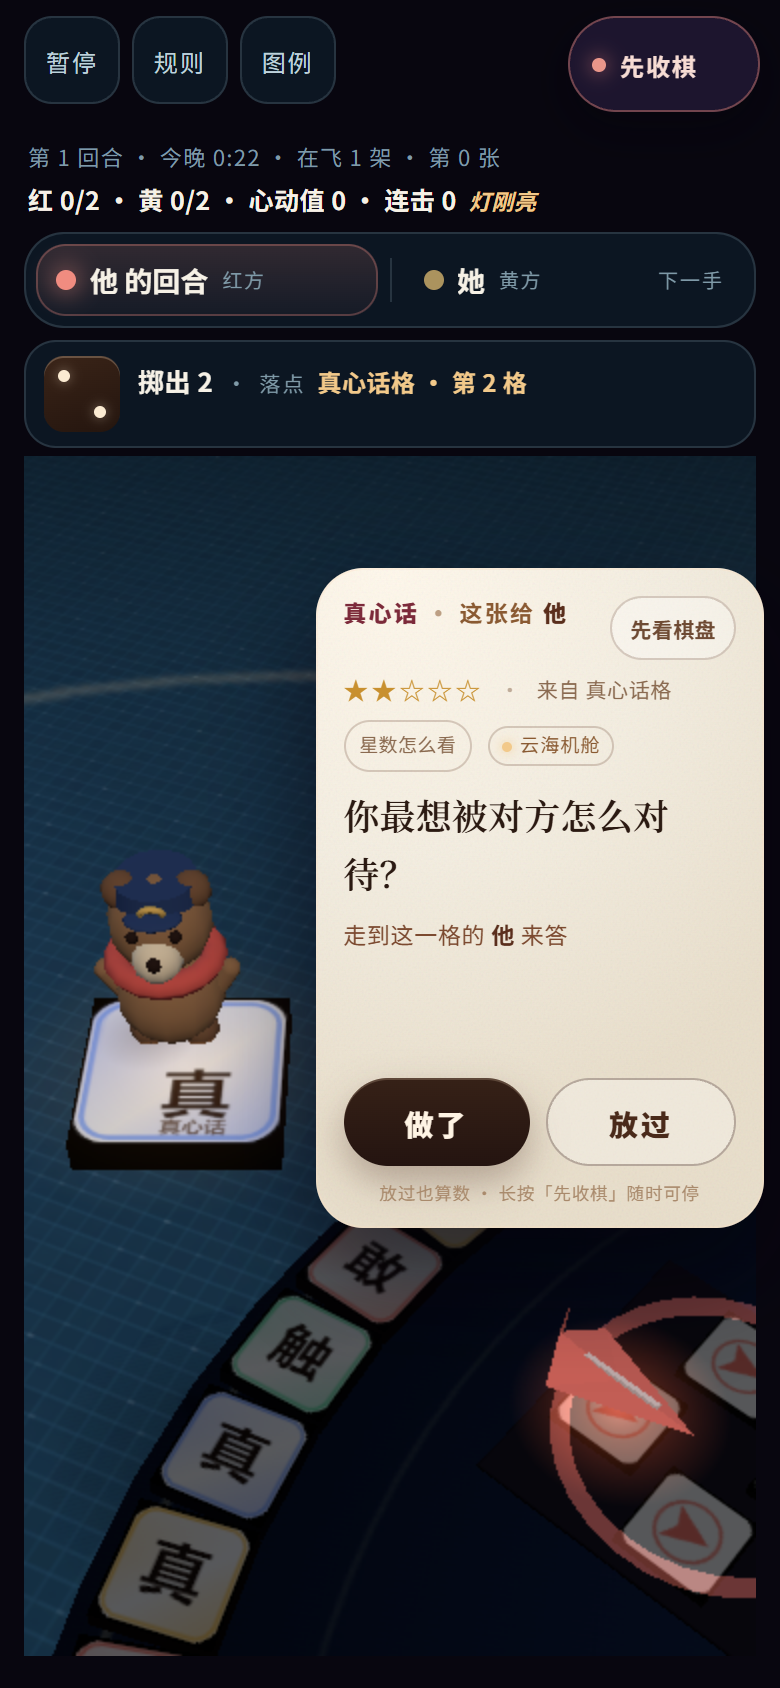 暂停 规则 图例 先收棋
第 1 回合 · 今晚 0:22 · 在飞 1 架 · 第 0 张
红 0/2 · 黄 0/2 · 心动值 0 · 连击 0 灯刚亮
他 的回合 红方 她 黄方 下一手
掷出 2 · 落点 真心话格 · 第 2 格
真心话 · 这张给 他 先看棋盘
★★☆☆☆ · 来自 真心话格
星数怎么看 云海机舱
你最想被对方怎么对
待?
走到这一格的 他 来答
做了 放过
放过也算数 · 长按「先收棋」随时可停
真
真心话
敢
触
真
真